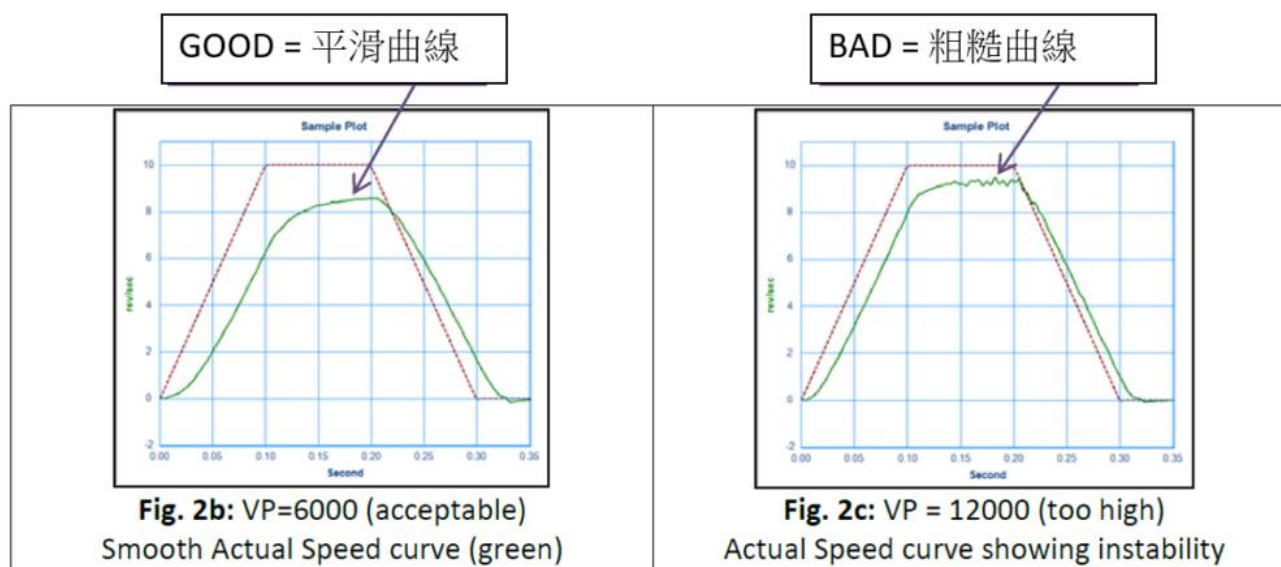 GOOD = 平滑曲線
BAD = 粗糙曲線
Sample Plot
10
8
6
4
2
0
-2
rev/sec
0.00 0.05 0.10 0.15 0.20 0.25 0.30 0.35
Second
Fig. 2b: VP=6000 (acceptable)
Smooth Actual Speed curve (green)
Sample Plot
10
8
6
4
2
0
-2
rev/sec
0.00 0.05 0.10 0.15 0.20 0.25 0.30 0.35
Second
Fig. 2c: VP = 12000 (too high)
Actual Speed curve showing instability